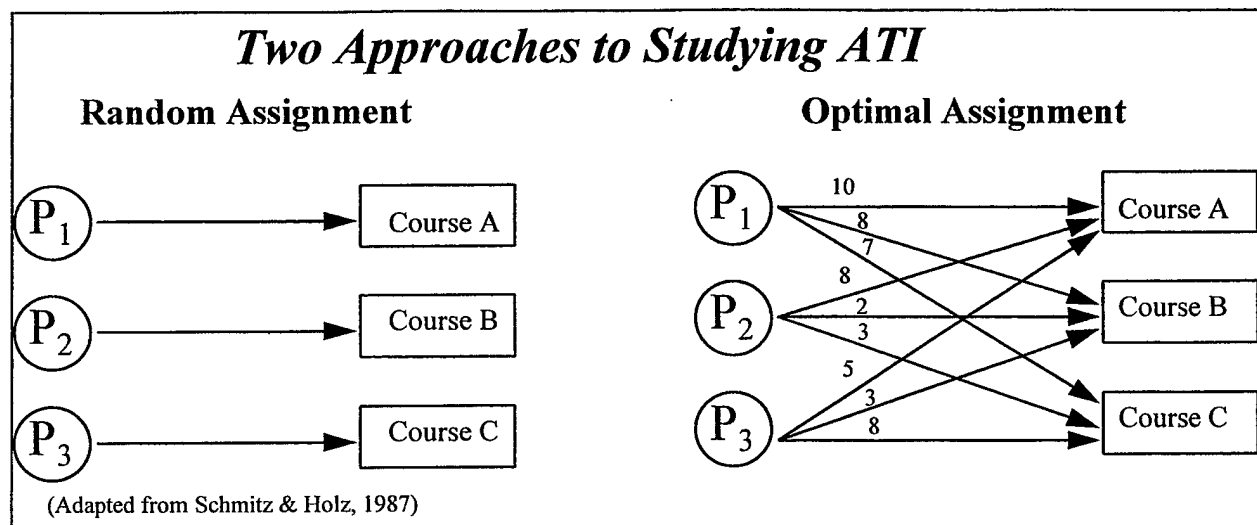 Two Approaches to Studying ATI
Random Assignment
P1
Course A
P2
Course B
P3
Course C
(Adapted from Schmitz & Holz, 1987)
Optimal Assignment
P1
10
8
7
Course A
P2
8
2
3
Course B
P3
5
3
8
Course C